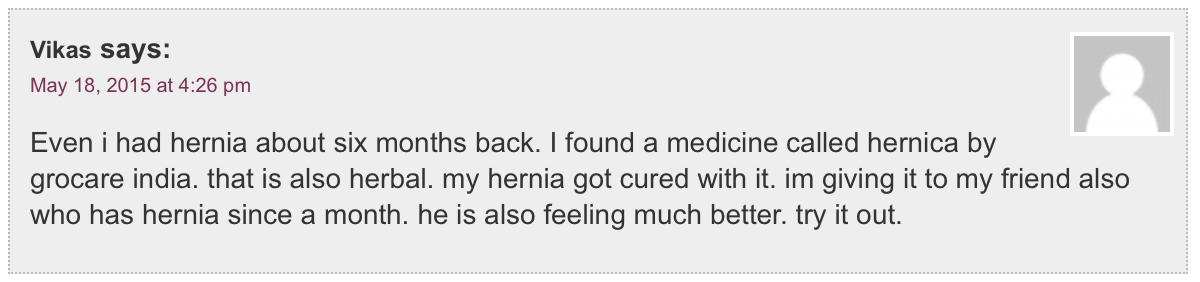 Vikas says:
May 18, 2015 at 4:26 pm
Even i had hernia about six months back. I found a medicine called hernica by
grocare india. that is also herbal. my hernia got cured with it. im giving it to my friend also
who has hernia since a month. he is also feeling much better. try it out.